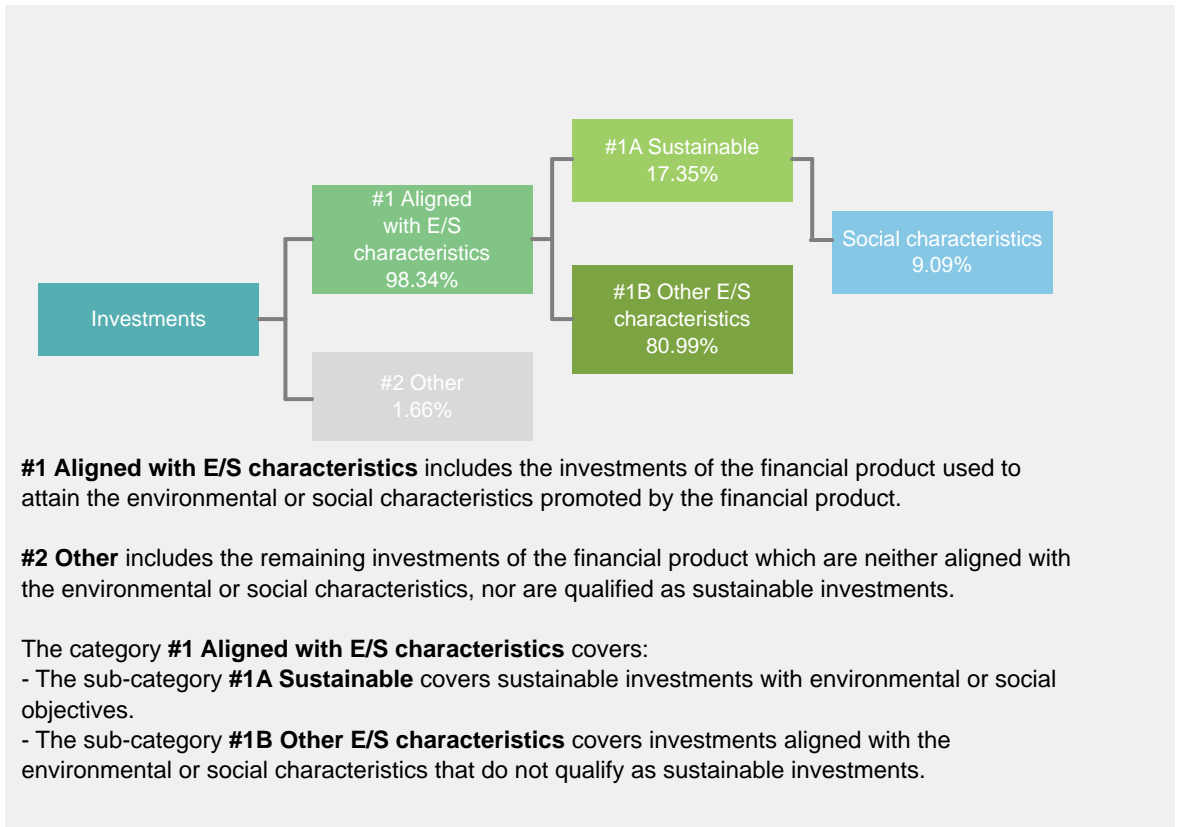 Investments
#1 Aligned
with E/S
characteristics
98.34%
#2 Other
1.66%
#1A Sustainable
17.35%
#1B Other E/S
characteristics
80.99%
Social characteristics
9.09%
#1 Aligned with E/S characteristics includes the investments of the financial product used to
attain the environmental or social characteristics promoted by the financial product.
#2 Other includes the remaining investments of the financial product which are neither aligned with
the environmental or social characteristics, nor are qualified as sustainable investments.
The category #1 Aligned with E/S characteristics covers:
- The sub-category #1A Sustainable covers sustainable investments with environmental or social
objectives.
- The sub-category #1B Other E/S characteristics covers investments aligned with the
environmental or social characteristics that do not qualify as sustainable investments.